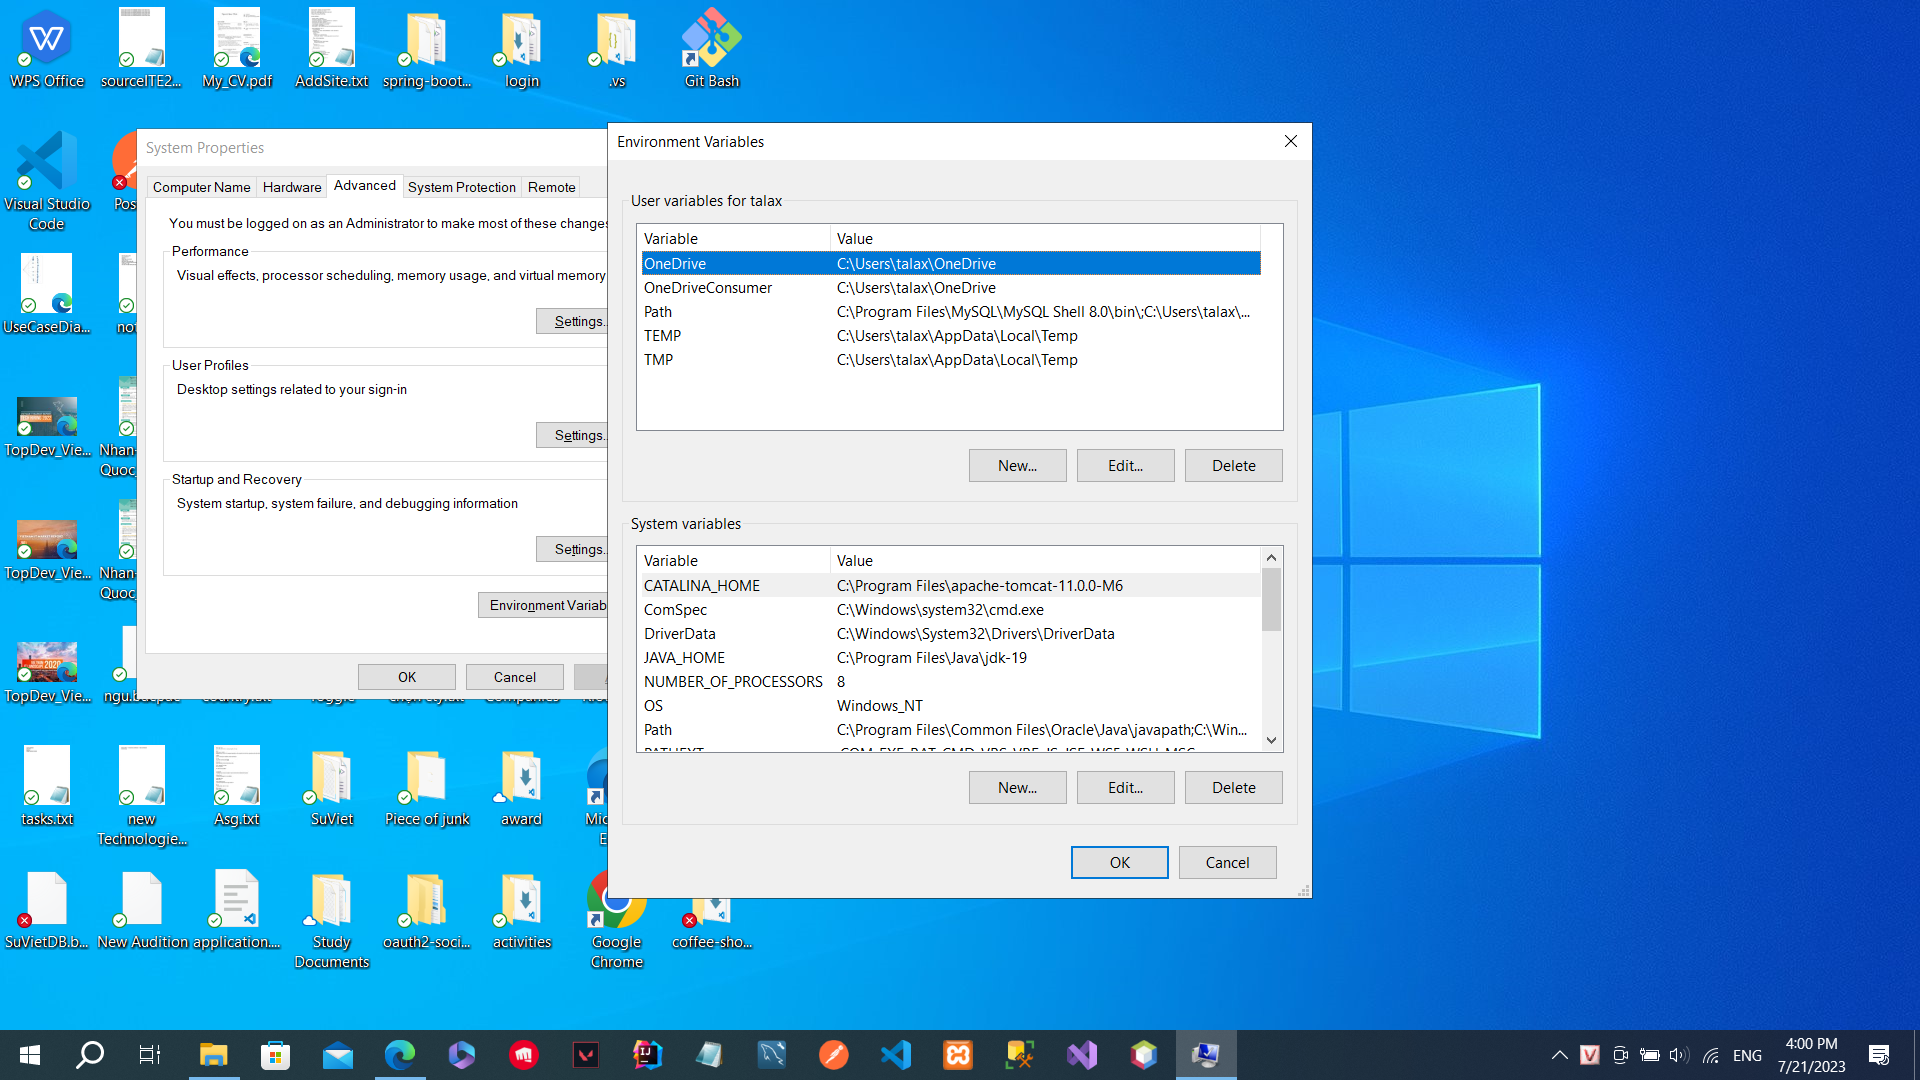 WPS Office
sourceITE2...
My_CV.pdf
AddSite.txt
spring-boot...
login
.vs
Git Bash
Visual Studio
Code
Pos
UseCaseDia...
not
TopDev_Vie...
Nhan-
Quoc
TopDev_Vie...
Nhan-
Quoc
TopDev_Vie...
System Properties
Computer Name
Hardware
Advanced
System Protection
Remote
You must be logged on as an Administrator to make most of these changes
Performance
Visual effects, processor scheduling, memory usage, and virtual memory
Settings..
User Profiles
Desktop settings related to your sign-in
Settings..
Startup and Recovery
System startup, system failure, and debugging information
Settings..
Environment Variab
OK
Cancel
Environment Variables
User variables for talax
Variable Value
OneDrive C:\Users\talax\OneDrive
OneDriveConsumer C:\Users\talax\OneDrive
Path C:\Program Files\MySQL\MySQL Shell 8.0\bin\;C:\Users\talax\...
TEMP C:\Users\talax\AppData\Local\Temp
TMP C:\Users\talax\AppData\Local\Temp
New... Edit... Delete
System variables
Variable Value
CATALINA_HOME C:\Program Files\apache-tomcat-11.0.0-M6
ComSpec C:\Windows\system32\cmd.exe
DriverData C:\Windows\System32\Drivers\DriverData
JAVA_HOME C:\Program Files\Java\jdk-19
NUMBER_OF_PROCESSORS 8
OS Windows_NT
Path C:\Program Files\Common Files\Oracle\Java\javapath;C:\Win...
New... Edit... Delete
OK Cancel
tasks.txt
new
Technologie...
Asg.txt
SuViet
Piece of junk
award
Mic
E
SuVietDB.b...
New Audition
application....
Study
Documents
oauth2-soci...
activities
Google
Chrome
coffee-sho...
ENG
4:00 PM
7/21/2023